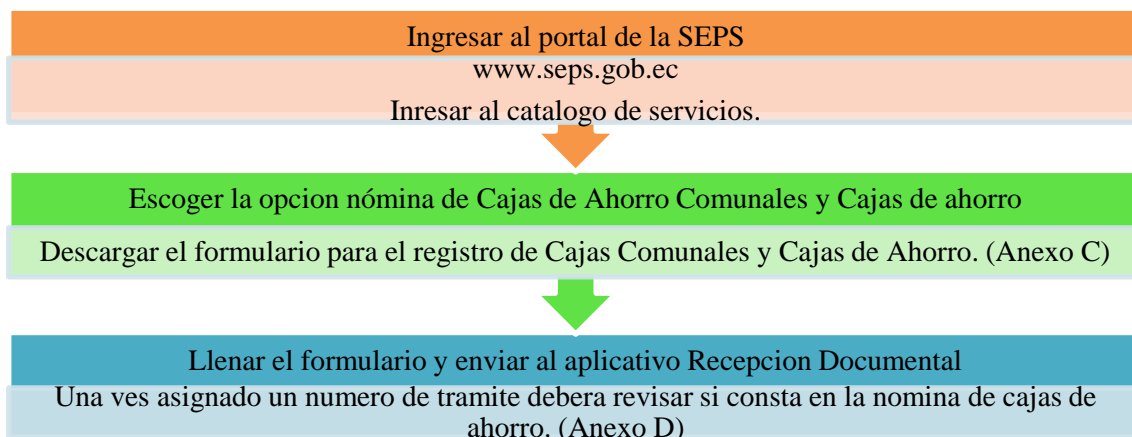 Ingresar al portal de la SEPS
www.seps.gob.ec
Inresar al catalogo de servicios.
Escoger la opcion nómina de Cajas de Ahorro Comunales y Cajas de ahorro
Descargar el formulario para el registro de Cajas Comunales y Cajas de Ahorro. (Anexo C)
Llenar el formulario y enviar al aplicativo Recepcion Documental
Una ves asignado un numero de tramite debera revisar si consta en la nomina de cajas de
ahorro. (Anexo D)